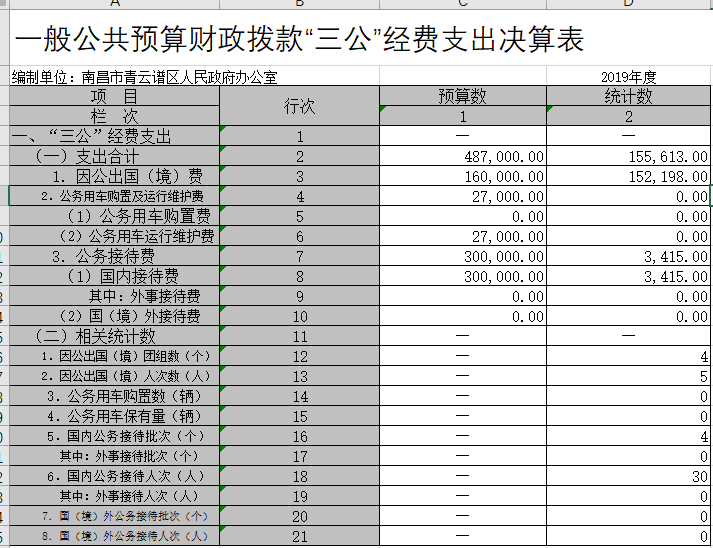 A B C D
一般公共预算财政拨款“三公”经费支出决算表
编制单位：南昌市青云谱区人民政府办公室 2019年度
项 目 行次 预算数 统计数
栏 次 1 2
一、“三公”经费支出 1 — —
（一）支出合计 2 487,000.00 155,613.00
1. 因公出国（境）费 3 160,000.00 152,198.00
2. 公务用车购置及运行维护费 4 27,000.00 0.00
（1）公务用车购置费 5 0.00 0.00
（2）公务用车运行维护费 6 27,000.00 0.00
3. 公务接待费 7 300,000.00 3,415.00
（1）国内接待费 8 300,000.00 3,415.00
其中：外事接待费 9 0.00 0.00
（2）国（境）外接待费 10 0.00 0.00
（二）相关统计数 11 — —
1. 因公出国（境）团组数（个） 12 — 4
2. 因公出国（境）人次数（人） 13 — 5
3. 公务用车购置数（辆） 14 — 0
4. 公务用车保有量（辆） 15 — 0
5. 国内公务接待批次（个） 16 — 4
其中：外事接待批次（个） 17 — 0
6. 国内公务接待人次（人） 18 — 30
其中：外事接待人次（人） 19 — 0
7. 国（境）外公务接待批次（个） 20 — 0
8. 国（境）外公务接待人次（人） 21 — 0